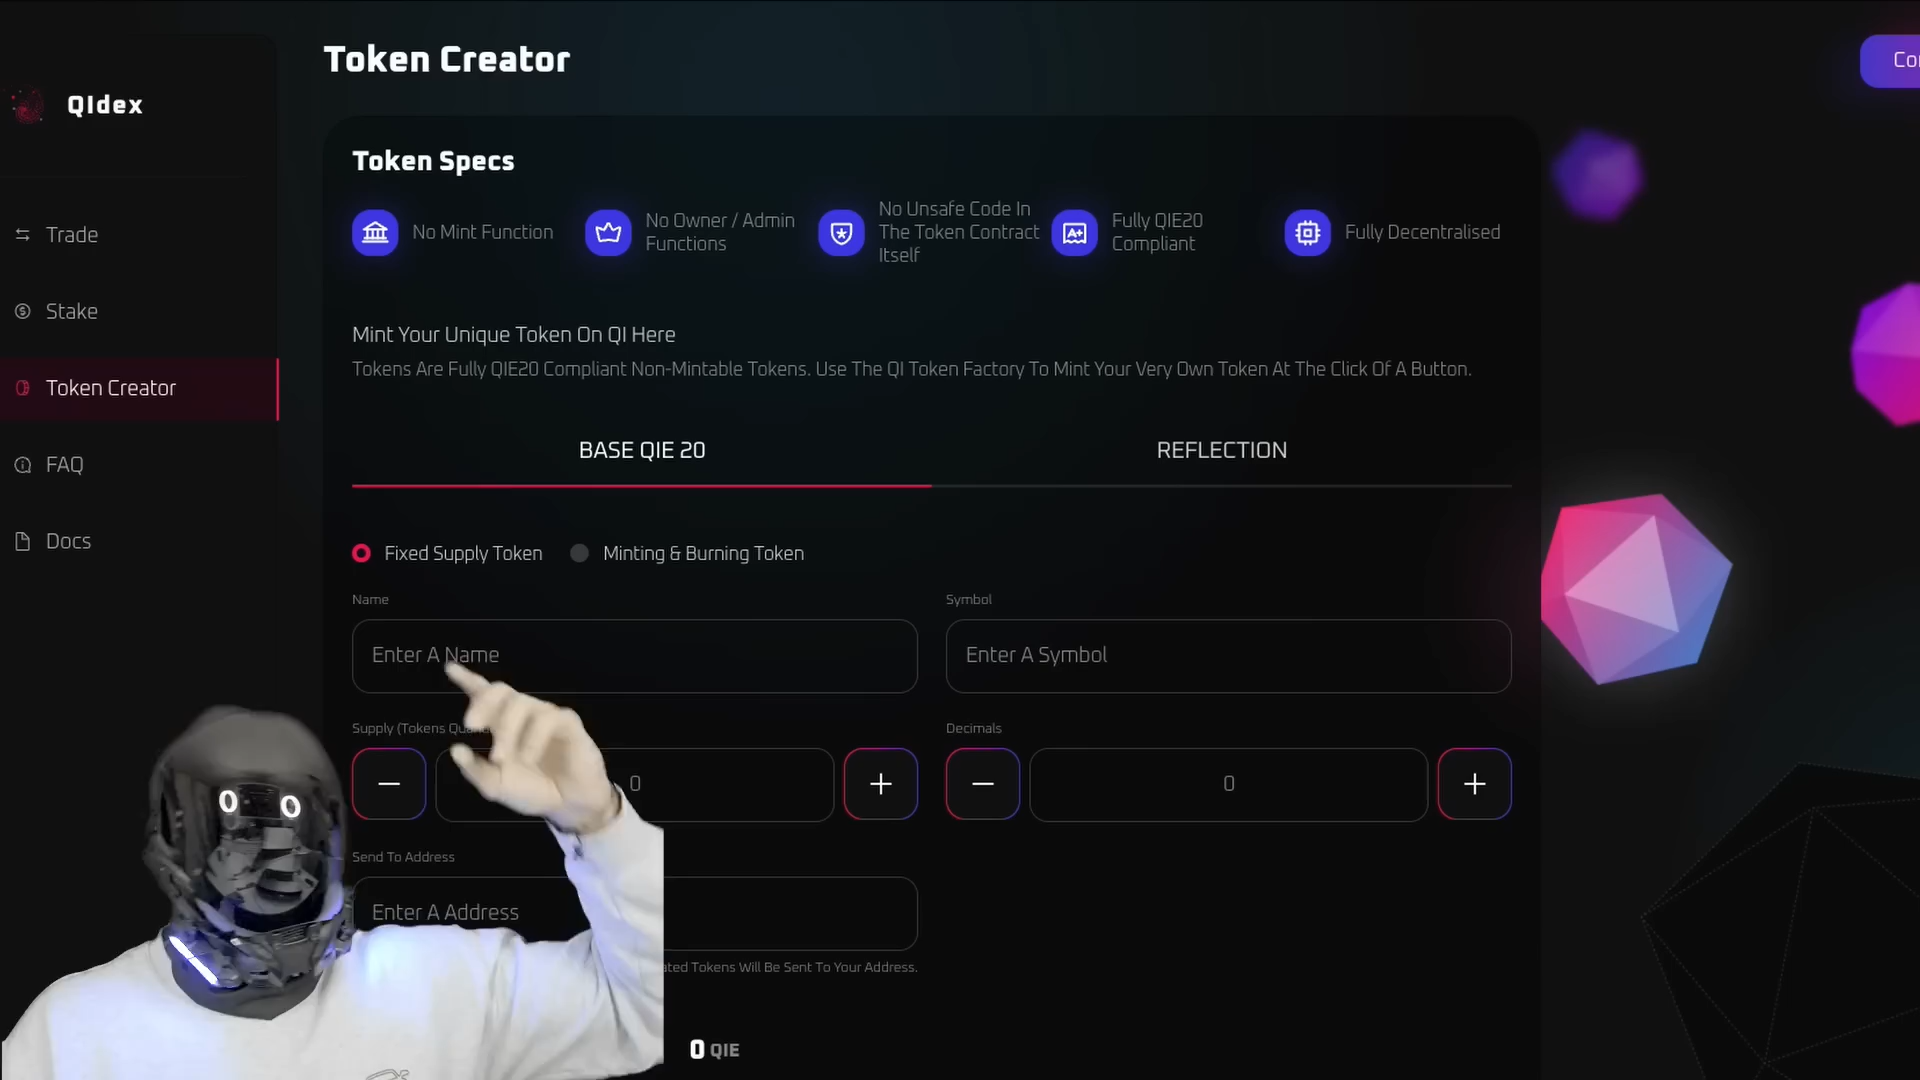 Token Creator
QIdex
Token Specs
No Mint Function
No Owner / Admin
Functions
No Unsafe Code In
The Token Contract
Itself
Fully QIE20
Compliant
Fully Decentralised
Trade
Stake
Token Creator
FAQ
Docs
Mint Your Unique Token On QI Here
Tokens Are Fully QIE20 Compliant Non-Mintable Tokens. Use The QI Token Factory To Mint Your Very Own Token At The Click Of A Button.
BASE QIE 20
REFLECTION
Fixed Supply Token
Minting & Burning Token
Name
Symbol
Enter A Name
Enter A Symbol
Supply (Tokens
Decimals
0
0
Send To Address
Enter A Address
Tokens Will Be Sent To Your Address.
0 QIE